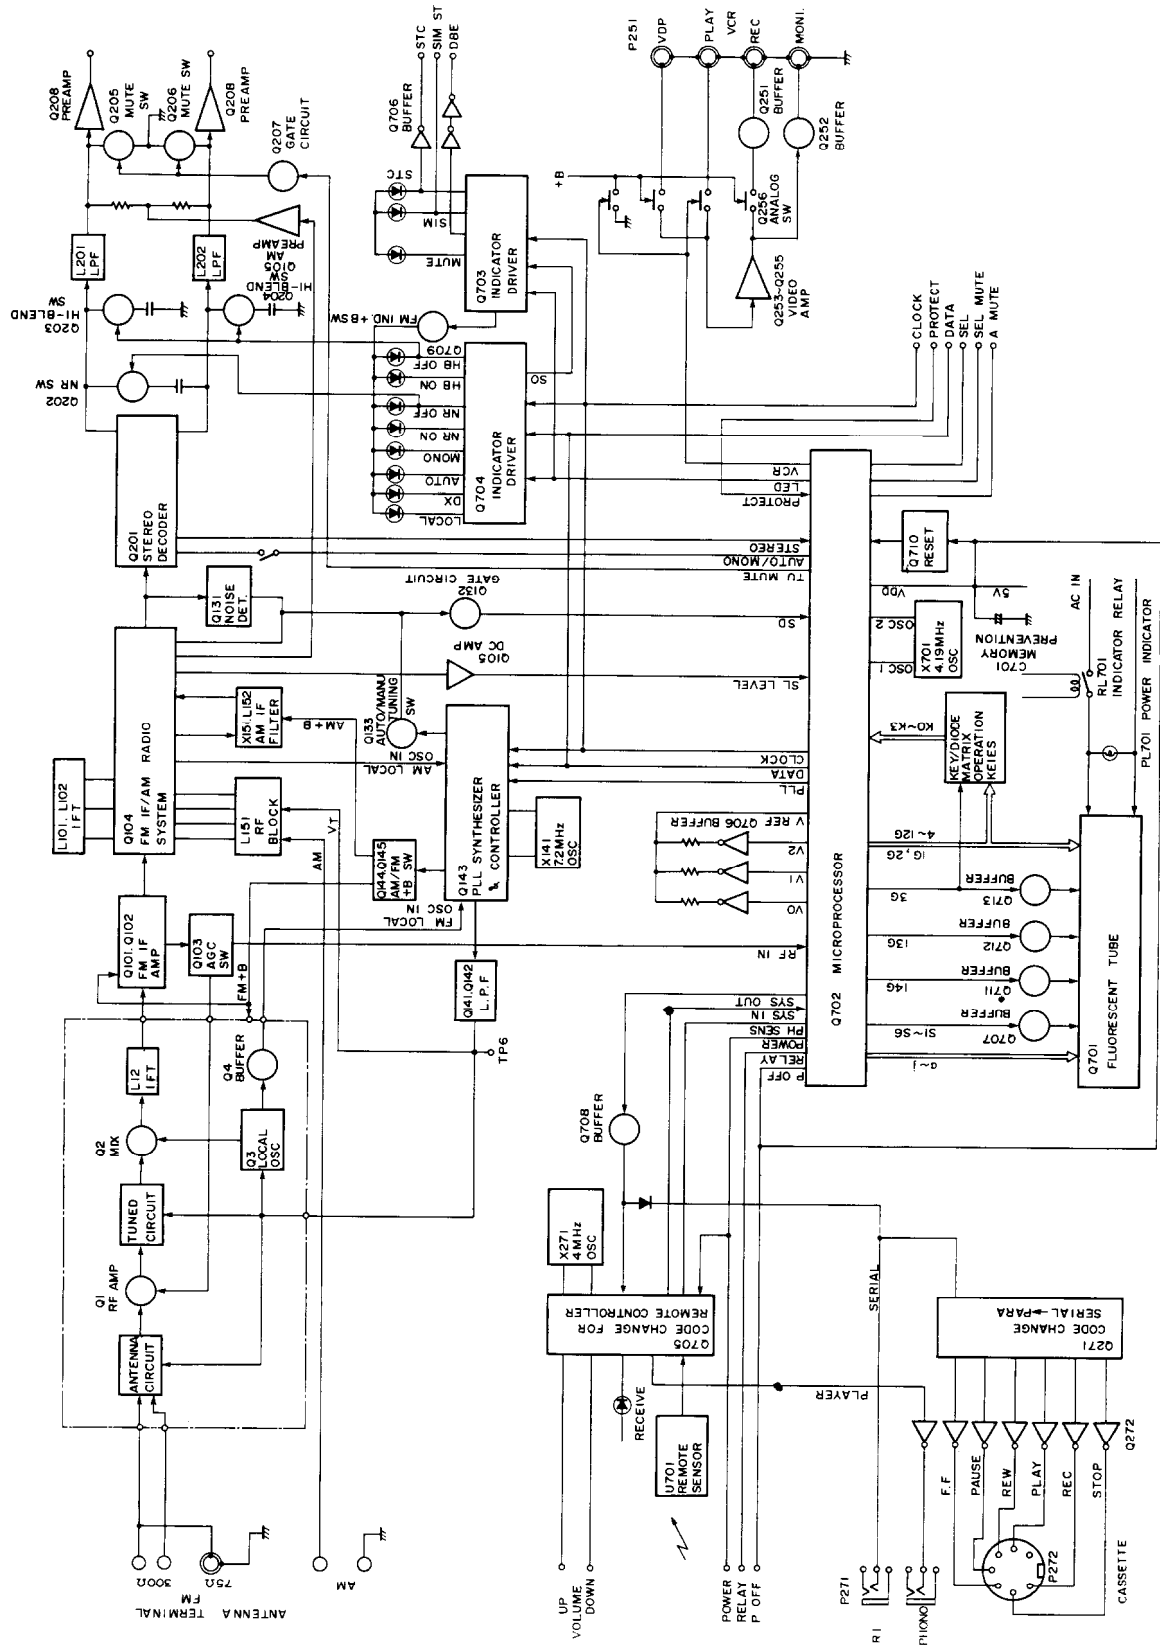 Q208
PREAMP
Q205
MUTE
SW
Q206
MUTE SW
Q208
PREAMP
Q207
GATE
CIRCUIT
L201
LPF
L202
LPF
Q105
AM
PREAMP
Q203
HI-BLEND
SW
Q204
HI-BLEND
SW
Q202
NR SW
Q201
STEREO
DECODER
Q131
NOISE
DET.
Q132
GATE CIRCUIT
Q105
DC AMP
Q104
FM IF/AM RADIO
SYSTEM
L101, L102
IFT
X151, L152
AM IF
FILTER
L151
RF
BLOCK
AM+B
VT
AM
Q101, Q102
FM IF
AMP
Q103
AGC
SW
FM+B
Q144, Q145
AM/FM
+B SW
Q133
AUTO/MANU
TUNING
SW
AM LOCAL
OSC IN
FM LOCAL
OSC IN
Q143
PLL SYNTHESIZER
& CONTROLLER
X141
7.2MHz
OSC
Q141, Q142
L.P.F
TP6
L12
IFT
Q4
BUFFER
Q2
MIX
Q3
LOCAL
OSC
TUNED
CIRCUIT
Q1
RF AMP
ANTENNA
CIRCUIT
300Ω
75Ω
FM
AM
ANTENNA TERMINAL
STC
SIM ST
DBE
Q706
BUFFER
STC
SIM
MUTE
Q703
INDICATOR
DRIVER
FM IND.+BSW
Q709
HB OFF
HB ON
NR OFF
NR ON
MONO
AUTO
DX
LOCAL
SO
Q704
INDICATOR
DRIVER
P251
VDP
PLAY
VCR
REC
MONI.
Q251
BUFFER
Q252
BUFFER
+B
Q256
ANALOG
SW
Q253~Q255
VIDEO
AMP
CLOCK
PROTECT
DATA
SEL
SEL MUTE
A MUTE
VCR
LED
PROTECT
STEREO
AUTO/MONO
TU MUTE
SD
SL LEVEL
CLOCK
DATA
PLL
V REF Q706 BUFFER
V2
V1
V0
RF IN
SYS OUT
SYS IN
PH SENS
POWER
RELAY
P OFF
Q702 MICROPROCESSOR
Q710
RESET
VDD
5V
OSC 2
OSC 1
X701
4.19MHz
OSC
C701
MEMORY
PREVENTION
AC IN
RL701
INDICATOR RELAY
PL701 POWER INDICATOR
K0~K3
KEY/DIODE
MATRIX
OPERATION
KEIES
4~12G
1G, 2G
3G
13G
14G
S1~S6
a~j
BUFFER
Q713
BUFFER
Q712
BUFFER
Q711
BUFFER
Q707
Q701
FLUORESCENT TUBE
Q708
BUFFER
X271
4MHz
OSC
Q705
CODE CHANGE FOR
REMOTE CONTROLLER
RECEIVE
U701
REMOTE
SENSOR
UP
VOLUME
DOWN
POWER
RELAY
P OFF
SERIAL
PLAYER
Q271
CODE CHANGE
SERIAL→PARA
Q272
F.F
PAUSE
REW
PLAY
REC
STOP
P271
RI
PHONO
P272
CASSETTE